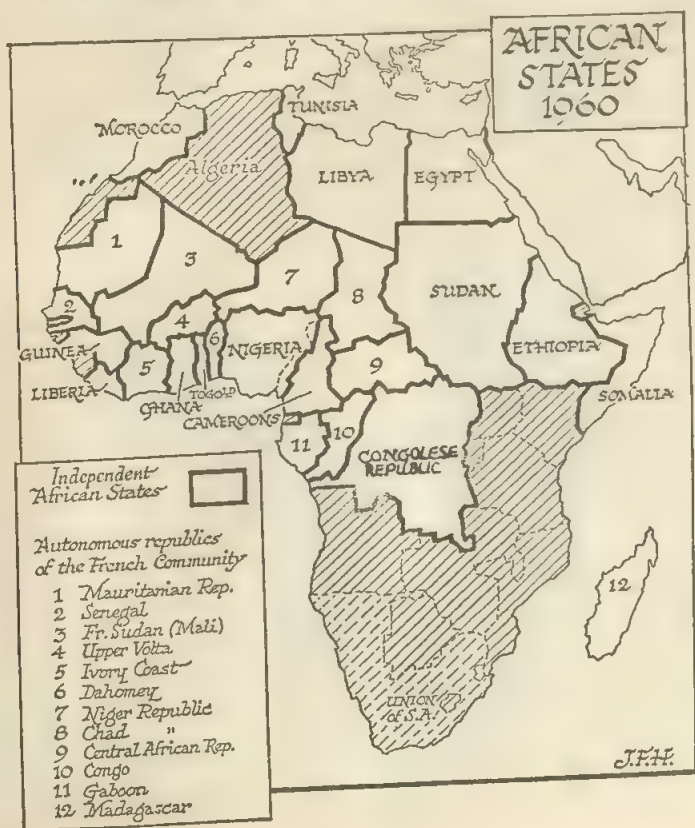 AFRICAN
STATES
1960
TUNISIA
MOROCCO
Algeria
LIBYA
EGYPT
1
3
7
8
SUDAN
2
4
6
NIGERIA
ETHIOPIA
GUINEA
5
9
LIBERIA
GHANA
TOGOLD
CAMEROONS
SOMALIA
11
10
CONGOLESE
REPUBLIC
12
UNION
of S.A.
Independent
African States
Autonomous republics
of the French Community
1 Mauritanian Rep.
2 Senegal
3 Fr. Sudan (Mali)
4 Upper Volta
5 Ivory Coast
6 Dahomey
7 Niger Republic
8 Chad "
9 Central African Rep.
10 Congo
11 Gaboon
12 Madagascar
J.F.H.